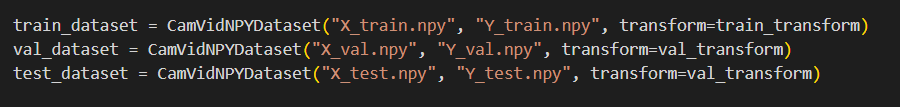 train_dataset = CamVidNPYDataset("X_train.npy", "Y_train.npy", transform=train_transform)
val_dataset = CamVidNPYDataset("X_val.npy", "Y_val.npy", transform=val_transform)
test_dataset = CamVidNPYDataset("X_test.npy", "Y_test.npy", transform=val_transform)